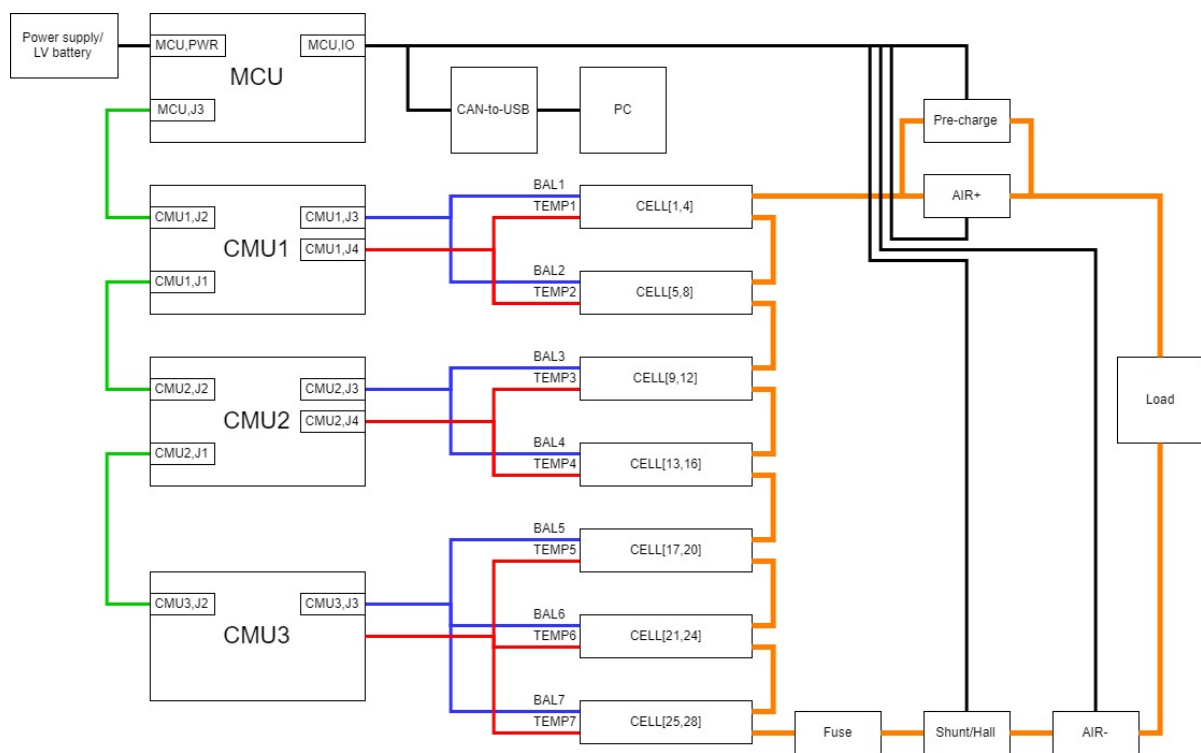 Power supply/
LV battery
MCU,PWR
MCU,IO
MCU
MCU,J3
CAN-to-USB
PC
Pre-charge
AIR+
CMU1,J2
CMU1,J3
CMU1
CMU1,J4
CMU1,J1
BAL1
TEMP1
CELL[1,4]
BAL2
TEMP2
CELL[5,8]
CMU2,J2
CMU2,J3
CMU2
CMU2,J4
CMU2,J1
BAL3
TEMP3
CELL[9,12]
BAL4
TEMP4
CELL[13,16]
Load
CMU3,J2
CMU3,J3
CMU3
BAL5
TEMP5
CELL[17,20]
BAL6
TEMP6
CELL[21,24]
BAL7
TEMP7
CELL[25,28]
Fuse
Shunt/Hall
AIR-